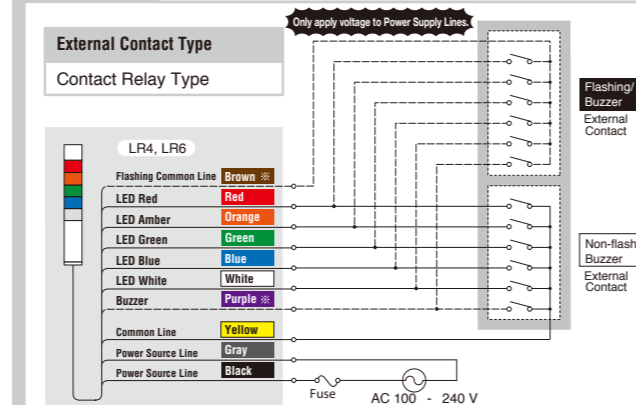 Only apply voltage to Power Supply Lines.
External Contact Type
Contact Relay Type
LR4, LR6
Flashing Common Line Brown ※
LED Red Red
LED Amber Orange
LED Green Green
LED Blue Blue
LED White White
Buzzer Purple ※
Common Line Yellow
Power Source Line Gray
Power Source Line Black
Fuse
AC 100 - 240 V
Flashing/
Buzzer
External
Contact
Non-flash
Buzzer
External
Contact